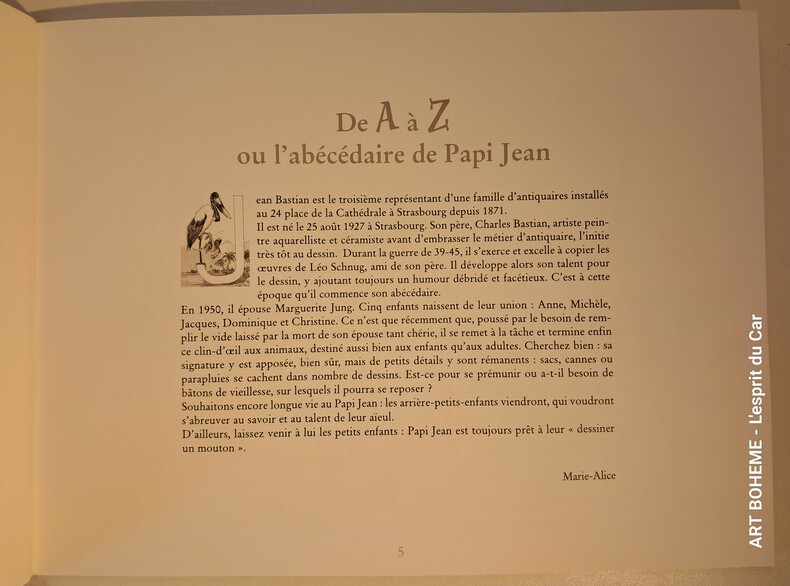 De A à Z
ou l'abécédaire de Papi Jean
Jean Bastian est le troisième représentant d'une famille d'antiquaires installés
au 24 place de la Cathédrale à Strasbourg depuis 1871.
Il est né le 25 août 1927 à Strasbourg. Son père, Charles Bastian, artiste pein-
tre aquarelliste et céramiste avant d'embrasser le métier d'antiquaire, l'initie
très tôt au dessin. Durant la guerre de 39-45, il s'exerce et excelle à copier les
œuvres de Léo Schnug, ami de son père. Il développe alors son talent pour
le dessin, y ajoutant toujours un humour débridé et facétieux. C'est à cette
époque qu'il commence son abécédaire.
En 1950, il épouse Marguerite Jung. Cinq enfants naissent de leur union : Anne, Michèle,
Jacques, Dominique et Christine. Ce n'est que récemment que, poussé par le besoin de rem-
plir le vide laissé par la mort de son épouse tant chérie, il se remet à la tâche et termine enfin
ce clin-d'œil aux animaux, destiné aussi bien aux enfants qu'aux adultes. Cherchez bien : sa
signature y est apposée, bien sûr, mais de petits détails y sont rémanents : sacs, cannes ou
parapluies se cachent dans nombre de dessins. Est-ce pour se prémunir ou a-t-il besoin de
bâtons de vieillesse, sur lesquels il pourra se reposer ?
Souhaitons encore longue vie au Papi Jean : les arrière-petits-enfants viendront, qui voudront
s'abreuver au savoir et au talent de leur aïeul.
D'ailleurs, laissez venir à lui les petits enfants : Papi Jean est toujours prêt à leur « dessiner
un mouton ».
Marie-Alice
5
ART BOHEME - L'esprit du Car